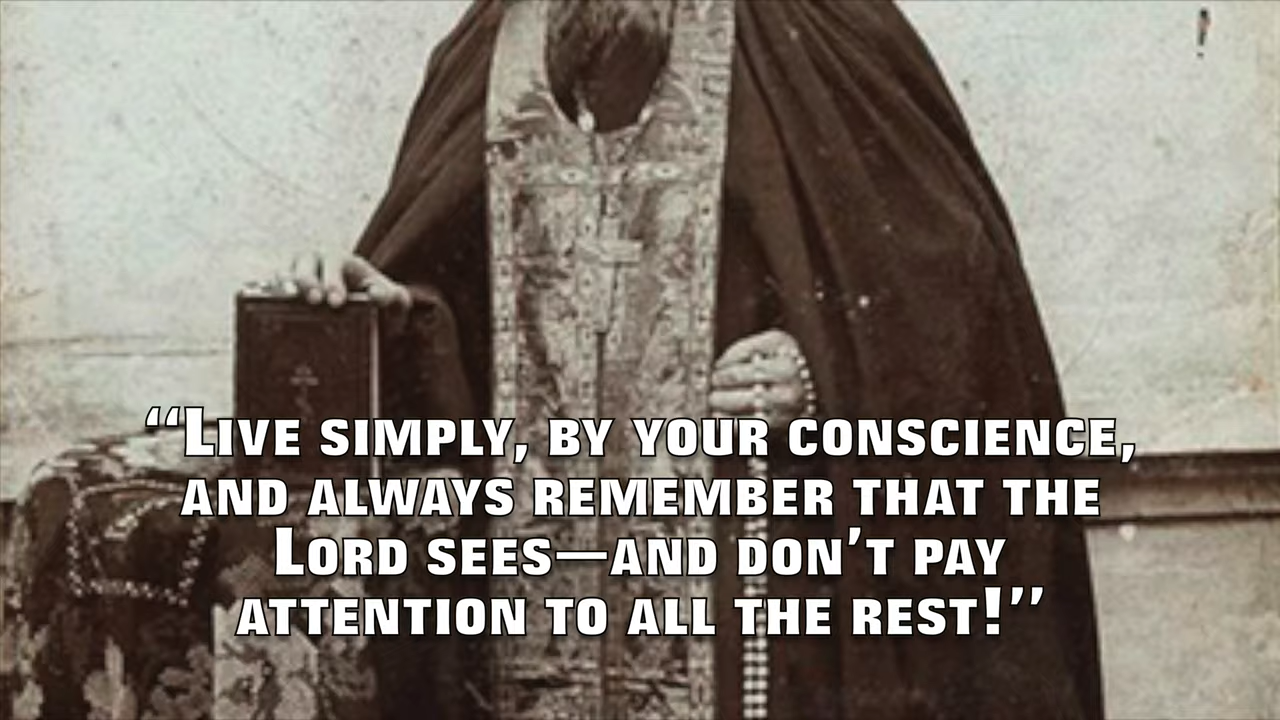 “Live simply, by your conscience,
and always remember that the
Lord sees—and don’t pay
attention to all the rest!”